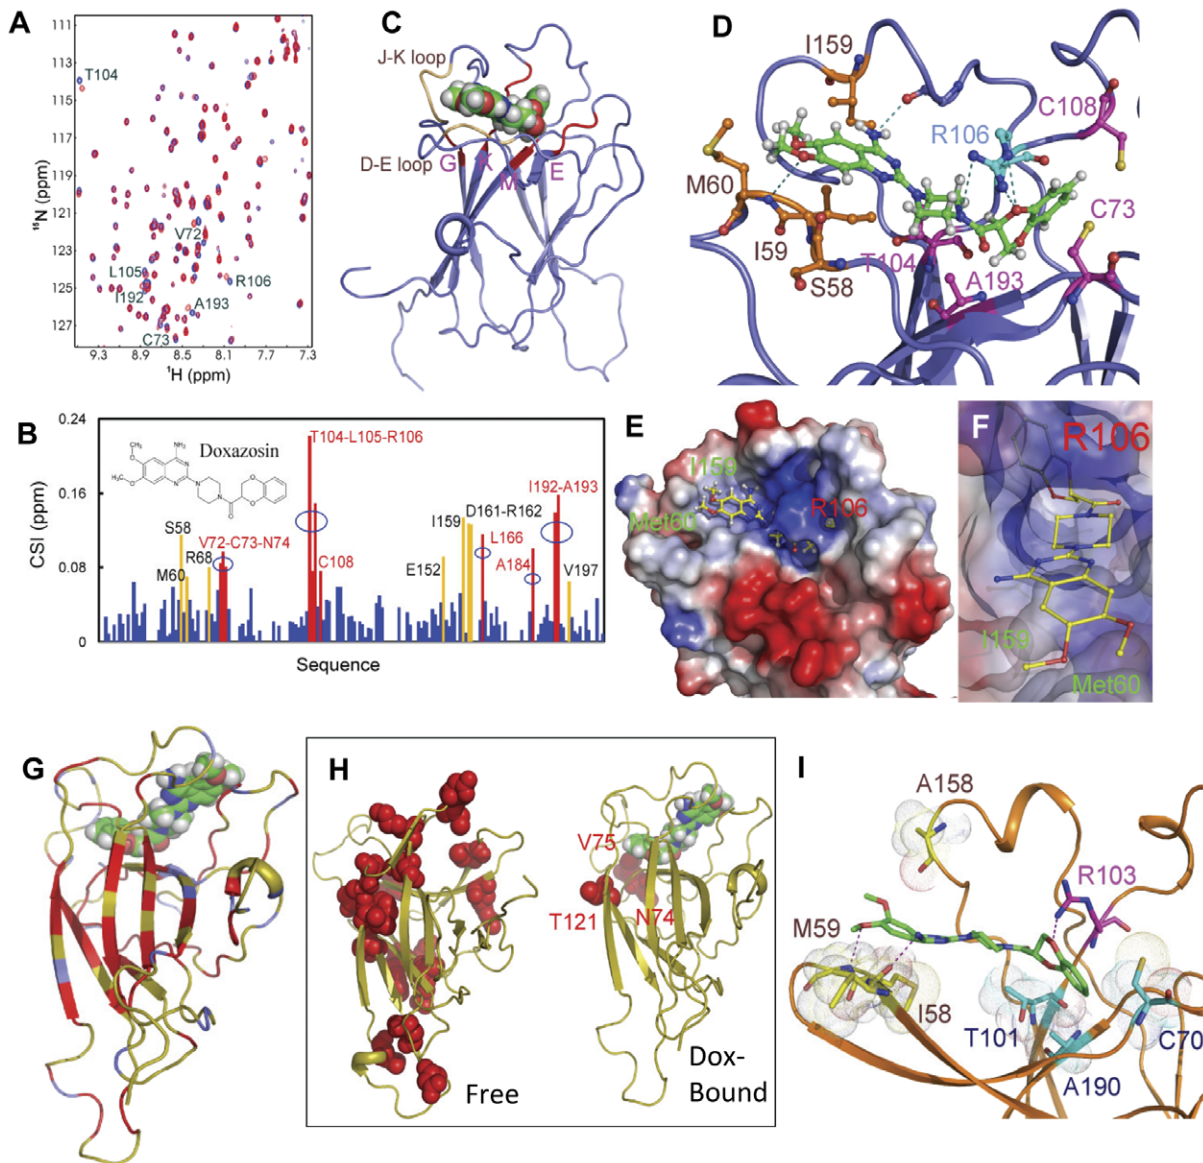 A
111
113
115
117
119
121
123
125
127
¹⁵N (ppm)
T104
V72
L105
R106
I192
A193
C73
9.3 8.9 8.5 8.1 7.7 7.3
¹H (ppm)
B
0.24
0.16
0.08
0
CSI (ppm)
NH₂
OCH₃
OCH₃
N
N
N
N
O
O
O
Doxazosin
T104-L105-R106
I192-A193
D161-R162
I159
S58
L166
V72-C73-N74
R68
A184
C108
M60
E152
V197
Sequence
C
J-K loop
D-E loop
G K M E
D
I159
C108
R106
M60
C73
I59
T104
A193
S58
E
I159
R106
Met60
F
R106
I159
Met60
G
H
V75
T121
N74
Free
Dox-
Bound
I
A158
R103
M59
I58
T101
C70
A190